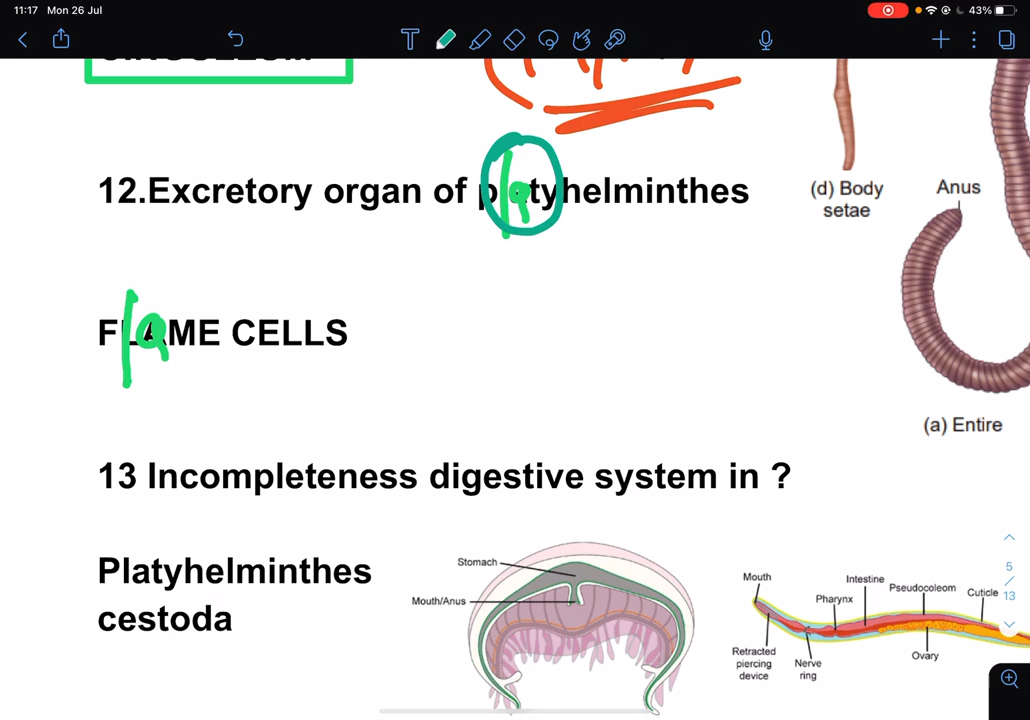 11:17 Mon 26 Jul
43%
12.Excretory organ of platyhelminthes
(d) Body
setae
Anus
FLAME CELLS
(a) Entire
13 Incompleteness digestive system in ?
Platyhelminthes
cestoda
Stomach
Mouth/Anus
Mouth
Pharynx
Intestine
Pseudocoleom
Cuticle
Retracted
piercing
device
Nerve
ring
Ovary
5
/
13
la
la